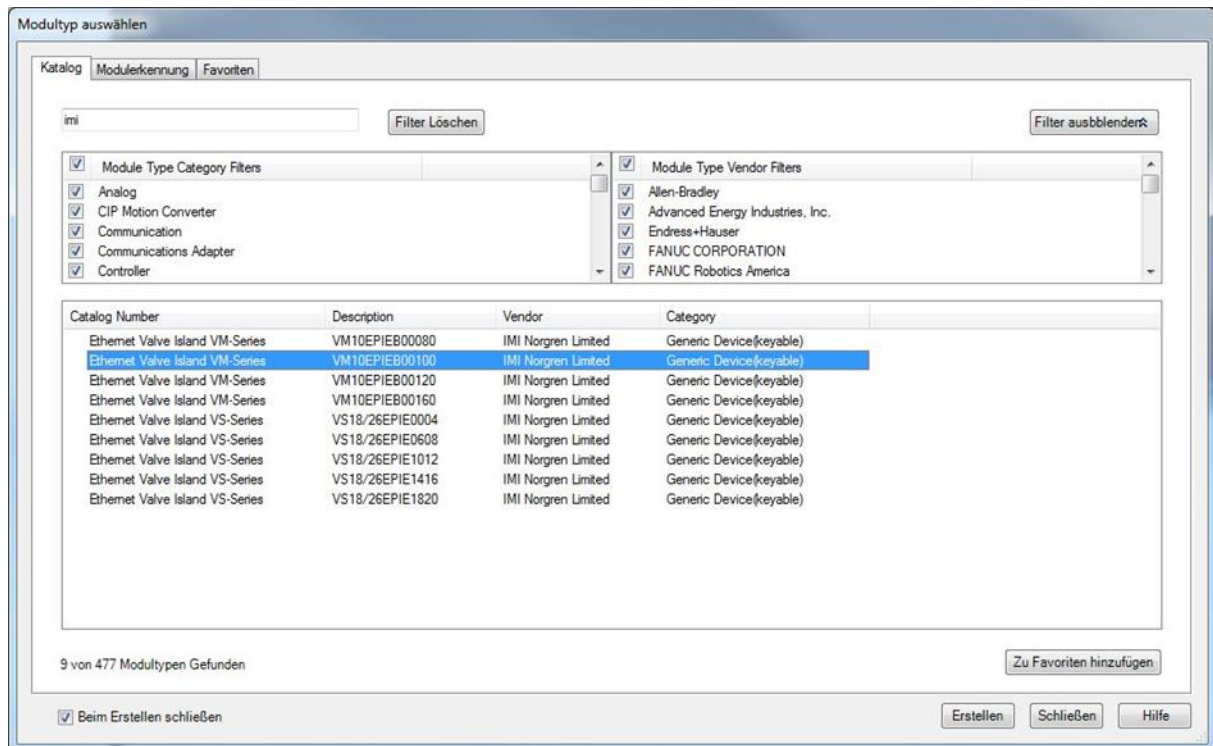 Modultyp auswählen
Katalog Modulerkennung Favoriten
imi Filter Löschen Filter ausbblenden
Module Type Category Filters Module Type Vendor Filters
Analog Allen-Bradley
CIP Motion Converter Advanced Energy Industries, Inc.
Communication Endress+Hauser
Communications Adapter FANUC CORPORATION
Controller FANUC Robotics America
Catalog Number Description Vendor Category
Ethernet Valve Island VM-Series VM10EPIEB00080 IMI Norgren Limited Generic Device(keyable)
Ethernet Valve Island VM-Series VM10EPIEB00100 IMI Norgren Limited Generic Device(keyable)
Ethernet Valve Island VM-Series VM10EPIEB00120 IMI Norgren Limited Generic Device(keyable)
Ethernet Valve Island VM-Series VM10EPIEB00160 IMI Norgren Limited Generic Device(keyable)
Ethernet Valve Island VS-Series VS18/26EPIE0004 IMI Norgren Limited Generic Device(keyable)
Ethernet Valve Island VS-Series VS18/26EPIE0608 IMI Norgren Limited Generic Device(keyable)
Ethernet Valve Island VS-Series VS18/26EPIE1012 IMI Norgren Limited Generic Device(keyable)
Ethernet Valve Island VS-Series VS18/26EPIE1416 IMI Norgren Limited Generic Device(keyable)
Ethernet Valve Island VS-Series VS18/26EPIE1820 IMI Norgren Limited Generic Device(keyable)
9 von 477 Modultypen Gefunden Zu Favoriten hinzufügen
Beim Erstellen schließen Erstellen Schließen Hilfe